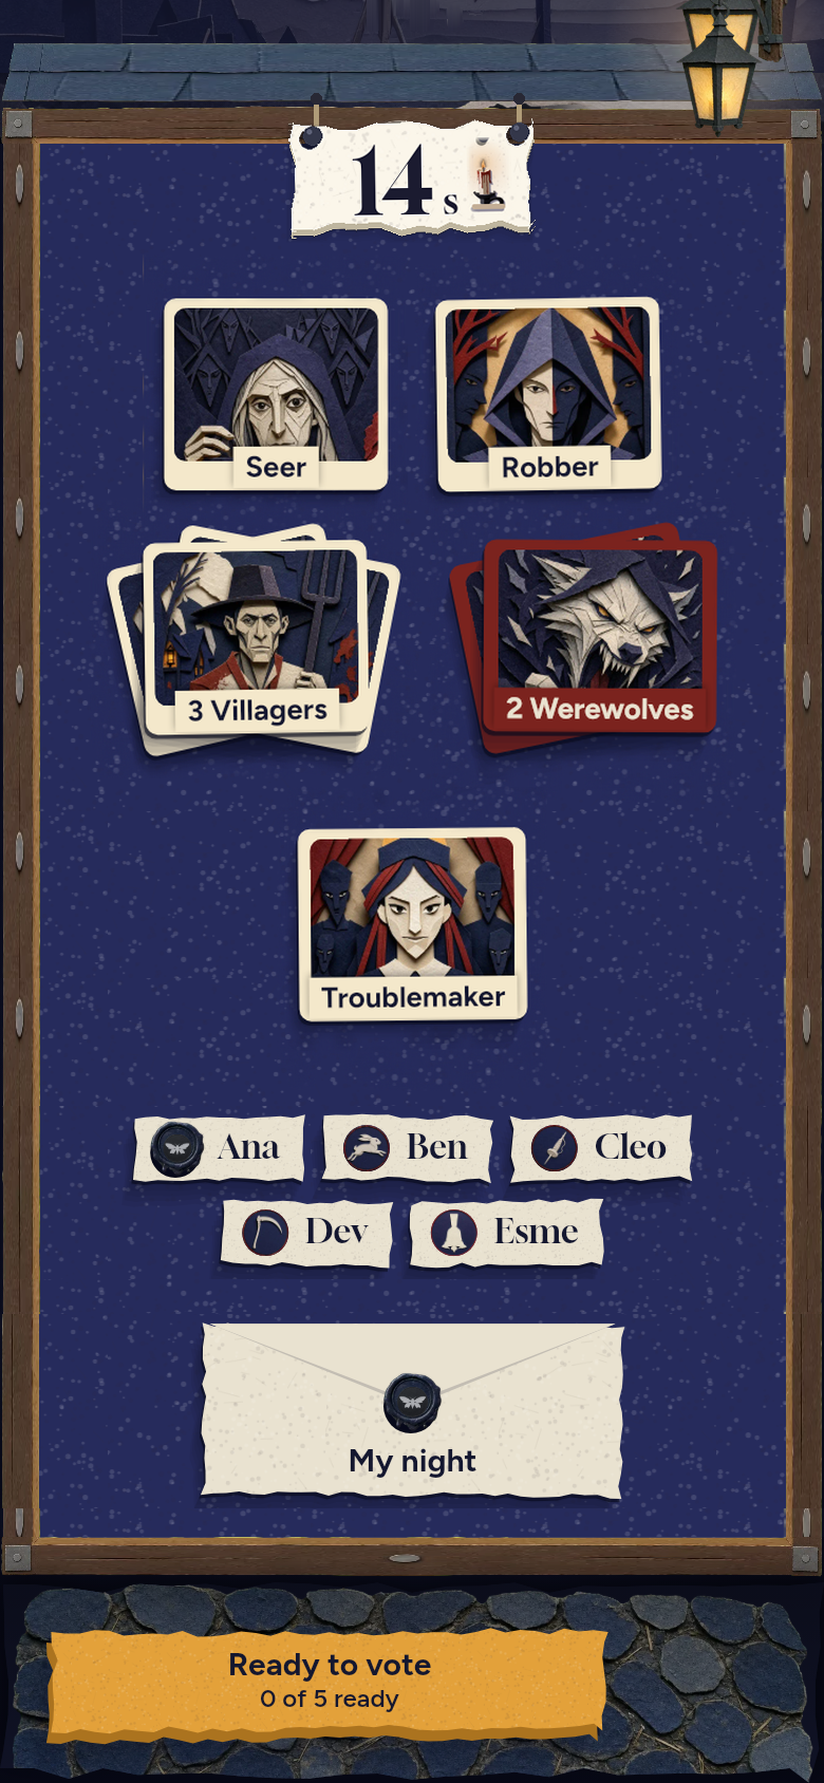 14 s
Seer
Robber
3 Villagers
2 Werewolves
Troublemaker
Ana
Ben
Cleo
Dev
Esme
My night
Ready to vote
0 of 5 ready